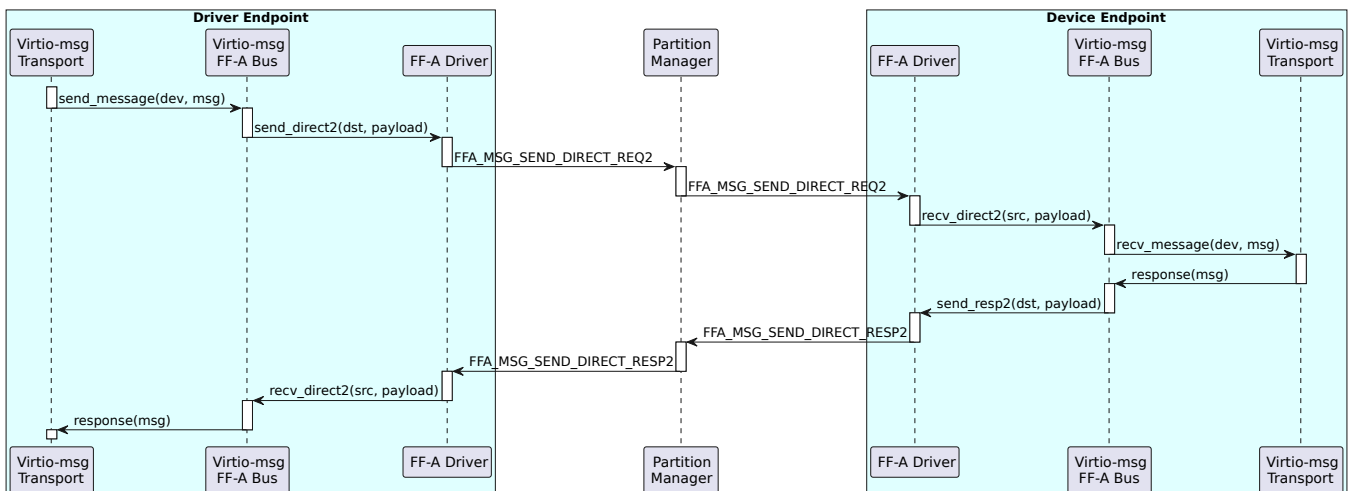 Driver Endpoint
Device Endpoint
Virtio-msg
Transport
Virtio-msg
FF-A Bus
FF-A Driver
Partition
Manager
FF-A Driver
Virtio-msg
FF-A Bus
Virtio-msg
Transport
send_message(dev, msg)
send_direct2(dst, payload)
FFA_MSG_SEND_DIRECT_REQ2
FFA_MSG_SEND_DIRECT_REQ2
recv_direct2(src, payload)
recv_message(dev, msg)
response(msg)
send_resp2(dst, payload)
FFA_MSG_SEND_DIRECT_RESP2
FFA_MSG_SEND_DIRECT_RESP2
recv_direct2(src, payload)
response(msg)
Virtio-msg
Transport
Virtio-msg
FF-A Bus
FF-A Driver
Partition
Manager
FF-A Driver
Virtio-msg
FF-A Bus
Virtio-msg
Transport